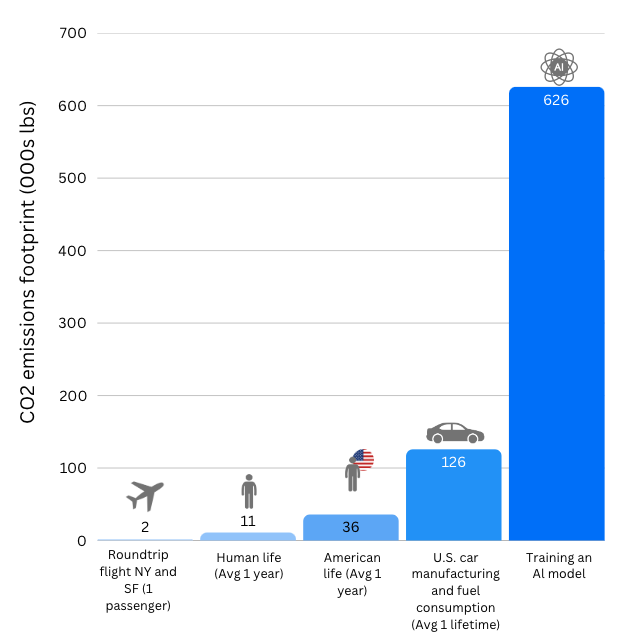 CO2 emissions footprint (000s lbs)
700
600
500
400
300
200
100
0
2
11
36
126
626
AI
Roundtrip
flight NY and
SF (1
passenger)
Human life
(Avg 1 year)
American
life (Avg 1
year)
U.S. car
manufacturing
and fuel
consumption
(Avg 1 lifetime)
Training an
AI model